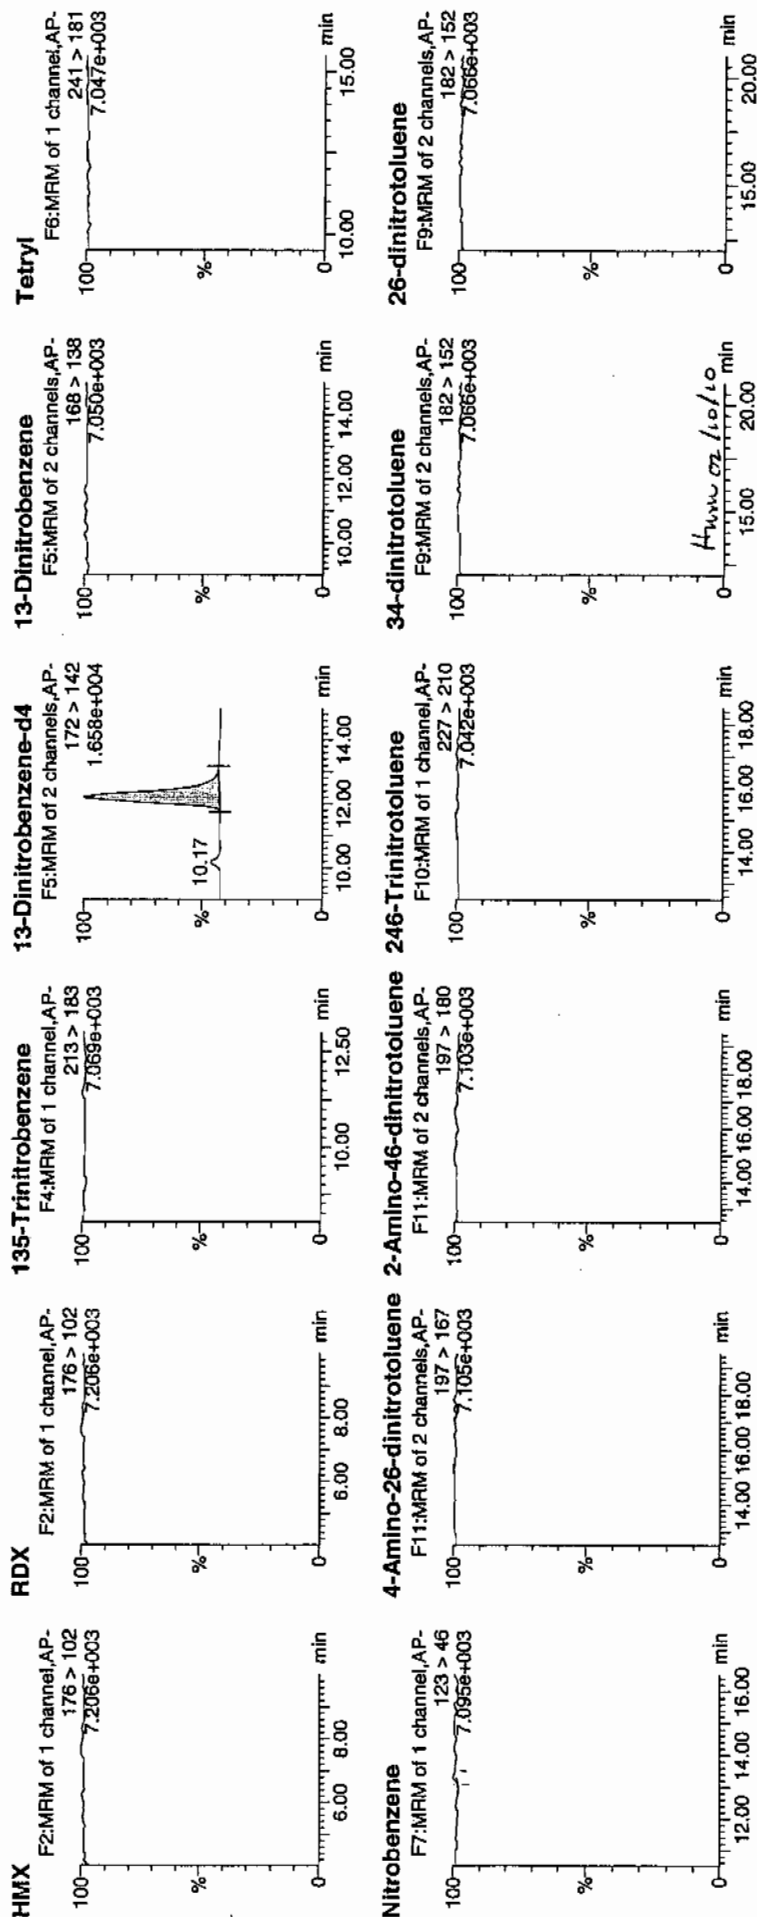 HMX
F2:MRM of 1 channel,AP-
176 > 102
7.206e+003
100
%
0
6.00 8.00 min
RDX
F2:MRM of 1 channel,AP-
176 > 102
7.206e+003
100
%
0
6.00 8.00 min
135-Trinitrobenzene
F4:MRM of 1 channel,AP-
213 > 183
7.069e+003
100
%
0
10.00 12.50 min
13-Dinitrobenzene-d4
F5:MRM of 2 channels,AP-
172 > 142
1.658e+004
100
%
10.17
0
10.00 12.00 14.00 min
13-Dinitrobenzene
F5:MRM of 2 channels,AP-
168 > 138
7.050e+003
100
%
0
10.00 12.00 14.00 min
Tetryl
F6:MRM of 1 channel,AP-
241 > 181
7.047e+003
100
%
0
10.00 15.00 min
Nitrobenzene
F7:MRM of 1 channel,AP-
123 > 46
7.095e+003
100
%
0
12.00 14.00 16.00 min
4-Amino-26-dinitrotoluene
F11:MRM of 2 channels,AP-
197 > 167
7.105e+003
100
%
0
14.00 16.00 18.00 min
2-Amino-46-dinitrotoluene
F11:MRM of 2 channels,AP-
197 > 180
7.103e+003
100
%
0
14.00 16.00 18.00 min
246-Trinitrotoluene
F10:MRM of 1 channel,AP-
227 > 210
7.042e+003
100
%
0
14.00 16.00 18.00 min
34-dinitrotoluene
F9:MRM of 2 channels,AP-
182 > 152
7.066e+003
100
%
02/10/10
0
15.00 20.00 min
26-dinitrotoluene
F9:MRM of 2 channels,AP-
182 > 152
7.066e+003
100
%
0
15.00 20.00 min